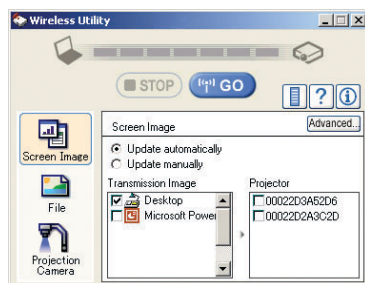 Wireless Utility
STOP
GO
?
Screen Image
Advanced...
Update automatically
Update manually
Transmission Image
Projector
Desktop
00022D3A52D6
Microsoft Power
00022D2A3C2D
Screen Image
File
Projection
Camera